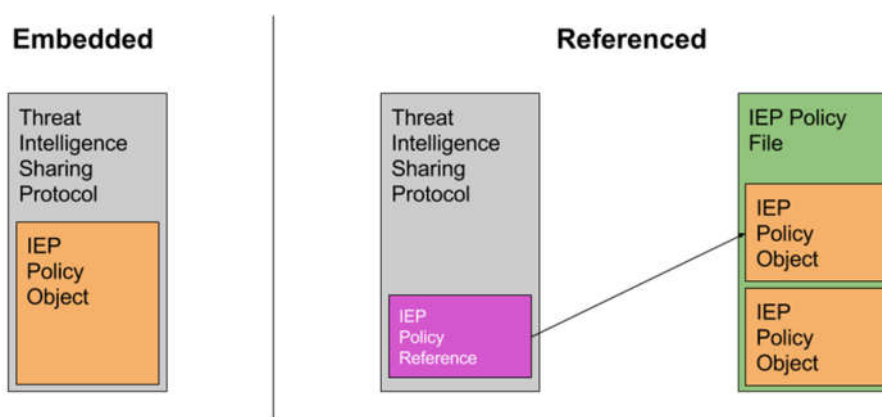 Embedded
Threat
Intelligence
Sharing
Protocol
IEP
Policy
Object
Referenced
Threat
Intelligence
Sharing
Protocol
IEP
Policy
Reference
IEP Policy
File
IEP
Policy
Object
IEP
Policy
Object